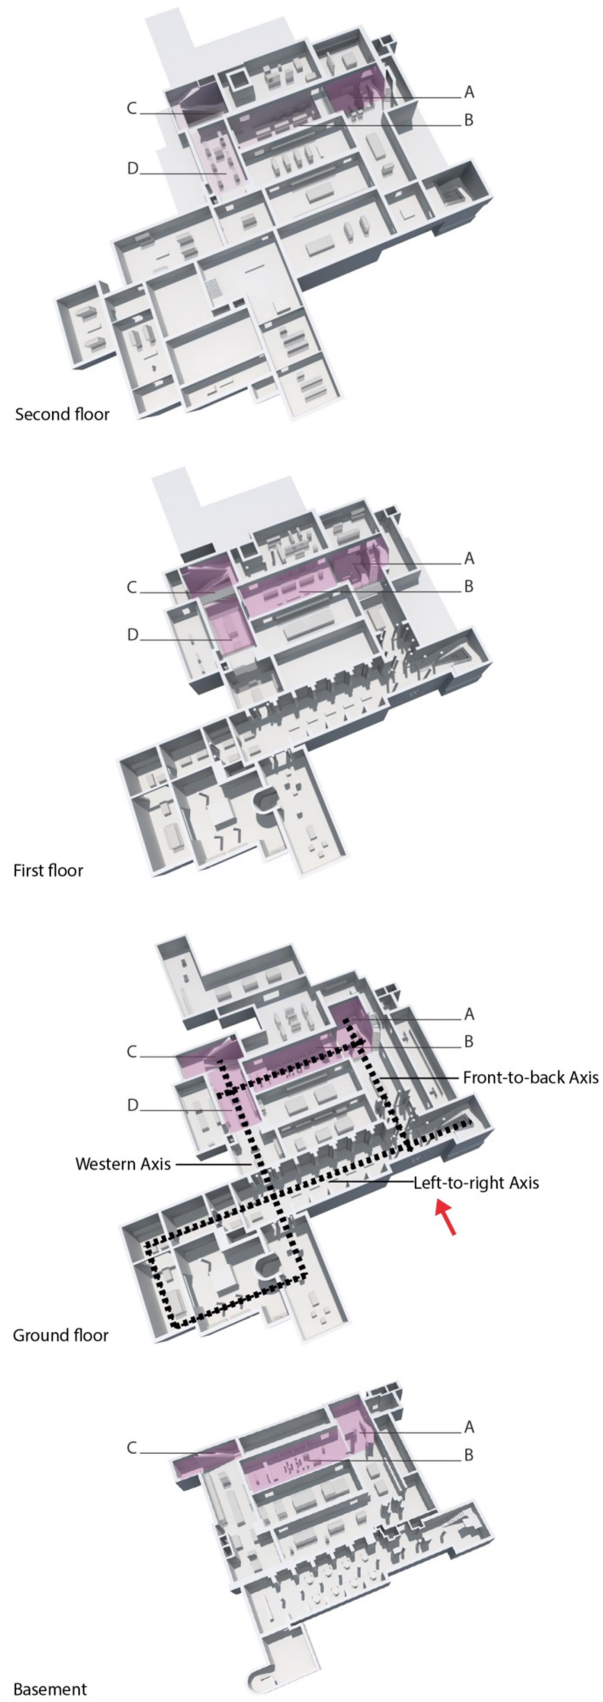 A
C
B
D
Second floor
A
C
B
D
First floor
A
B
C
Front-to-back Axis
D
Western Axis
Left-to-right Axis
Ground floor
A
C
B
Basement